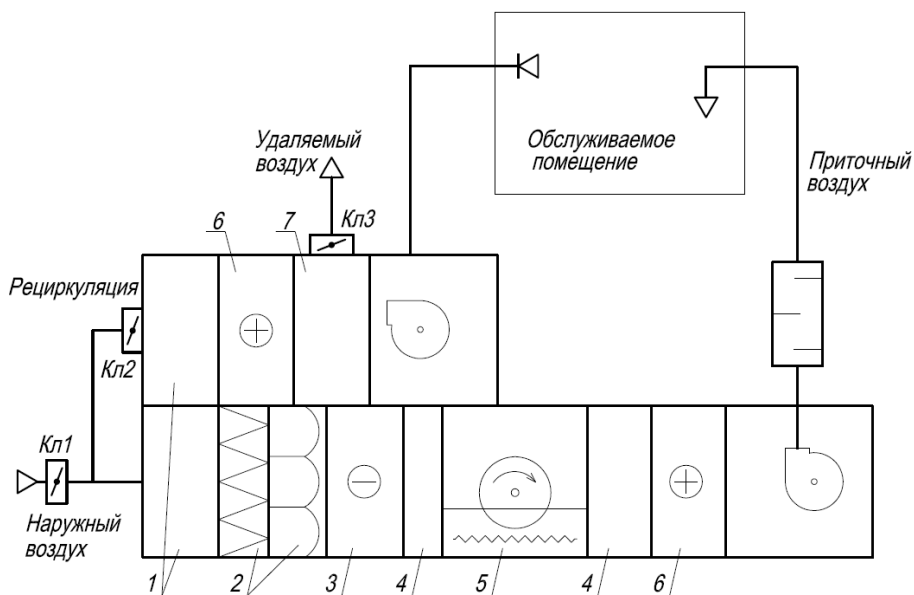 Удаляемый
воздух
Обслуживаемое
помещение
Приточный
воздух
6
7
Кл3
Рециркуляция
Кл2
Кл1
Наружный
воздух
1
2
3
4
5
4
6